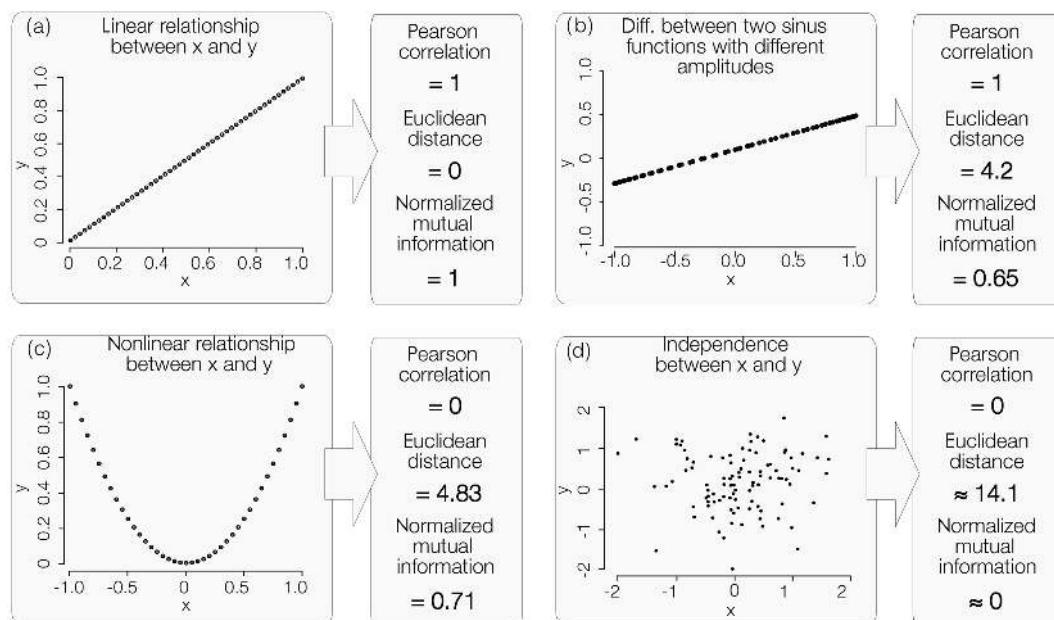 (a)
Linear relationship
between x and y
y
0
0.2
0.4
0.6
0.8
1.0
0
0.2
0.4
0.6
0.8
1.0
x
Pearson
correlation
= 1
Euclidean
distance
= 0
Normalized
mutual
information
= 1
(b)
Diff. between two sinus
functions with different
amplitudes
y
-1.0
-0.5
0
0.5
1.0
-1.0
-0.5
0.0
0.5
1.0
x
Pearson
correlation
= 1
Euclidean
distance
= 4.2
Normalized
mutual
information
= 0.65
(c)
Nonlinear relationship
between x and y
y
0
0.2
0.4
0.6
0.8
1.0
-1.0
-0.5
0.0
0.5
1.0
x
Pearson
correlation
= 0
Euclidean
distance
= 4.83
Normalized
mutual
information
= 0.71
(d)
Independence
between x and y
y
-2
-1
0
1
2
-2
-1
0
1
2
x
Pearson
correlation
= 0
Euclidean
distance
≈ 14.1
Normalized
mutual
information
≈ 0